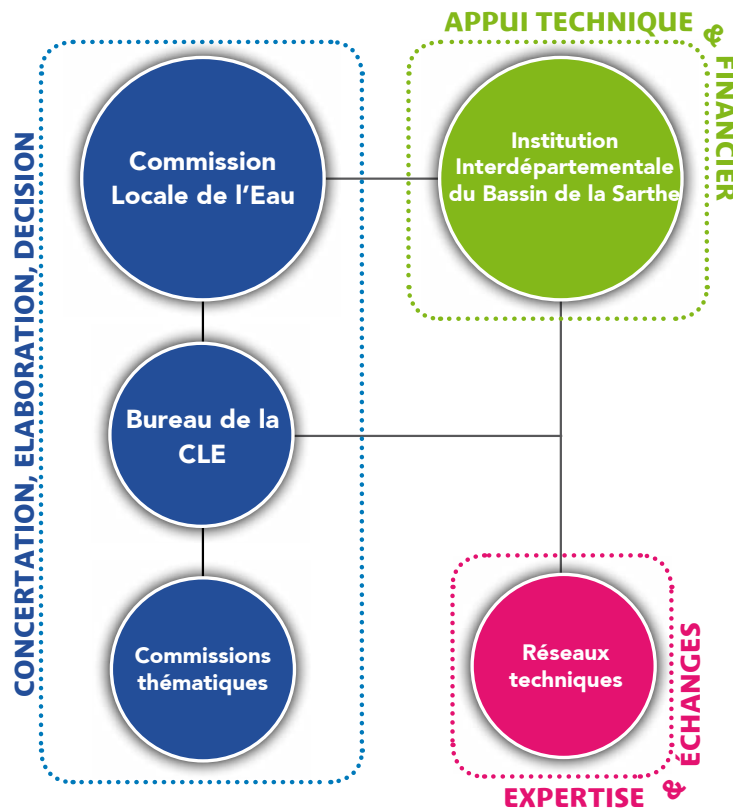 APPUI TECHNIQUE & FINANCIER
CONCERTATION, ELABORATION, DECISION
Commission
Locale de l'Eau
Institution
Interdépartementale
du Bassin de la Sarthe
Bureau de la
CLE
Commissions
thématiques
Réseaux
techniques
EXPERTISE & ÉCHANGES